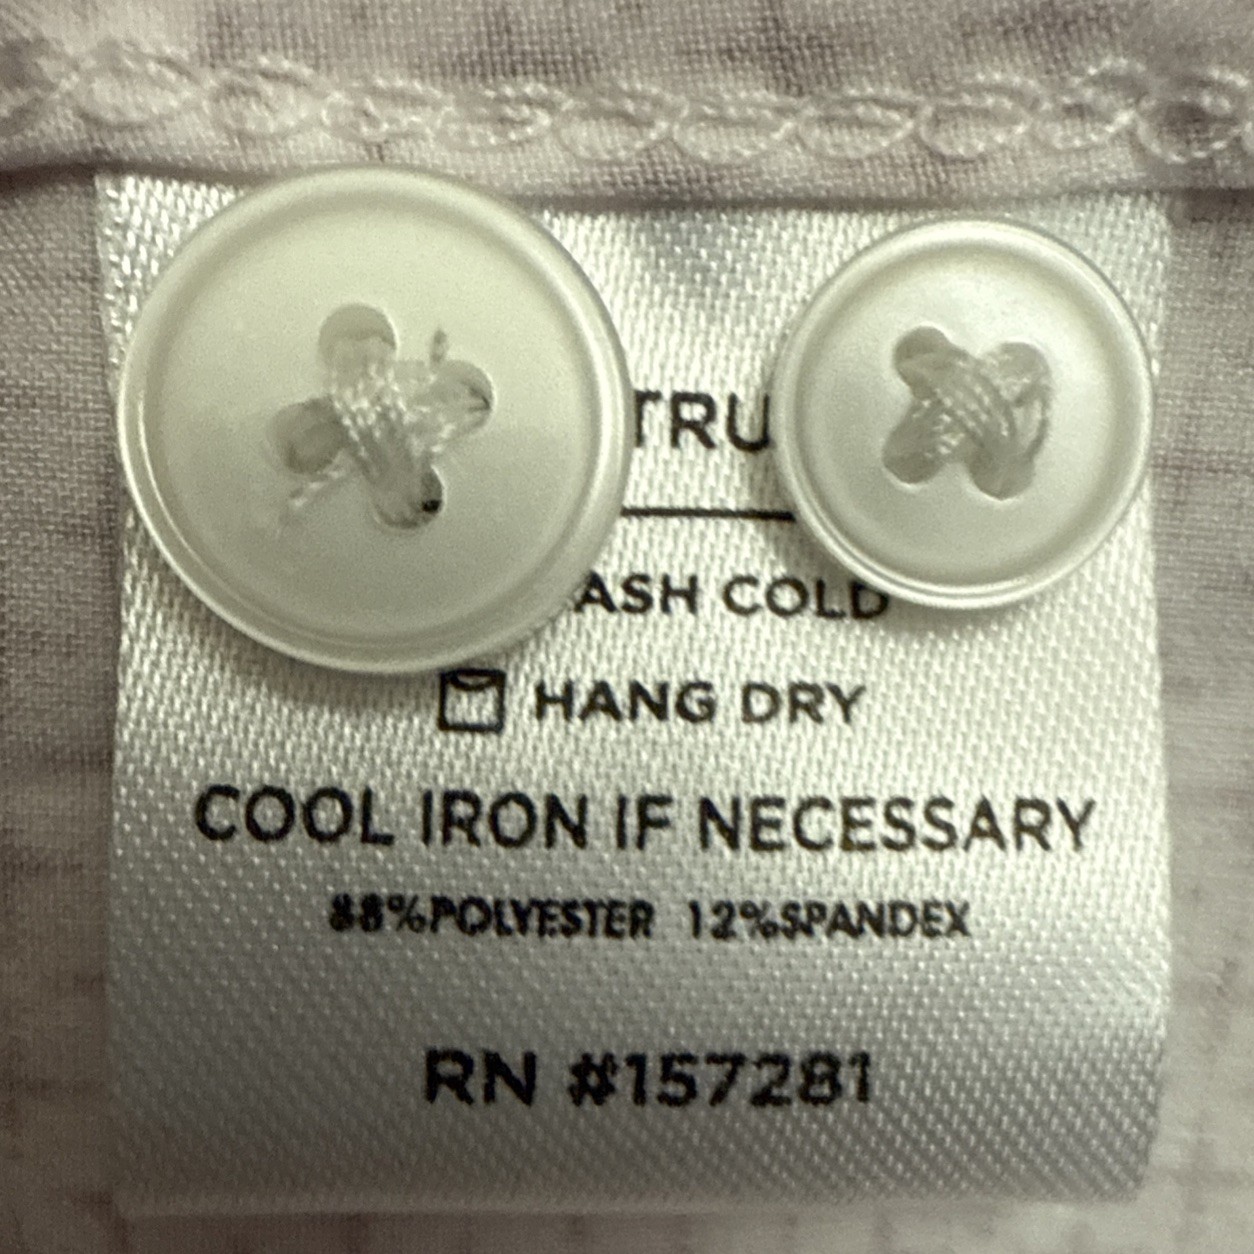 TRU
ASH COLD
HANG DRY
COOL IRON IF NECESSARY
88%POLYESTER 12%SPANDEX
RN #157281